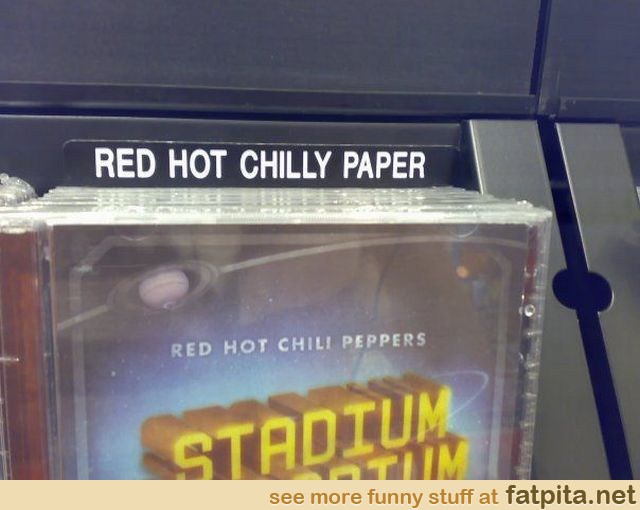 RED HOT CHILLY PAPER
RED HOT CHILI PEPPERS
STADIUM
see more funny stuff at fatpita.net